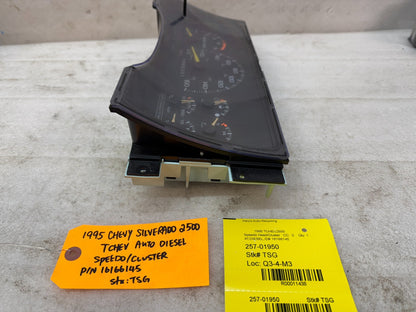 1995 CHEVY SILVERADO 2500
TCHEV AUTO DIESEL
SPEEDO/CLUSTER
P/N 16166145
STK: TSG
257-01950
Stk# TSG
Loc: Q3-4-M3
R00011438
257-01950 Stk# TSG